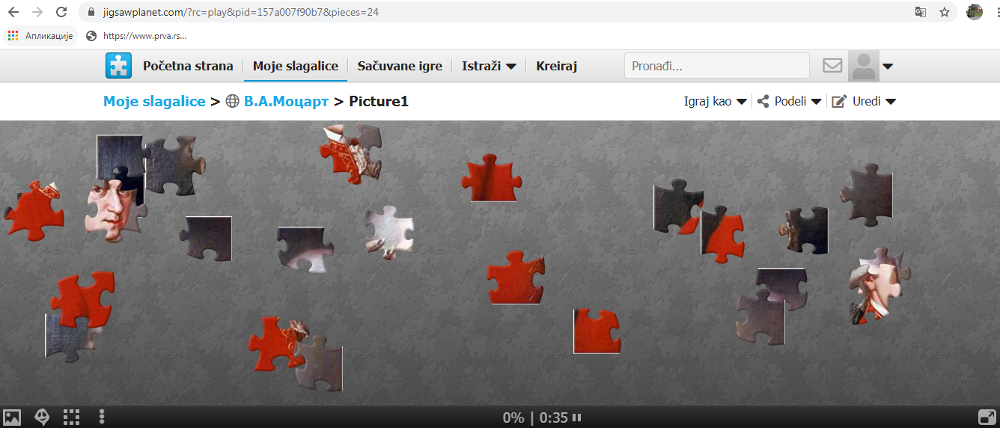 jigsawplanet.com/?rc=play&pid=157a007f90b7&pieces=24
Апликације https://www.prva.rs...
Početna strana Moje slagalice Sačuvane igre Istraži Kreiraj Pronađi...
Moje slagalice > В.А.Моцарт > Picture1 Igraj kao Podeli Uredi
0% | 0:35